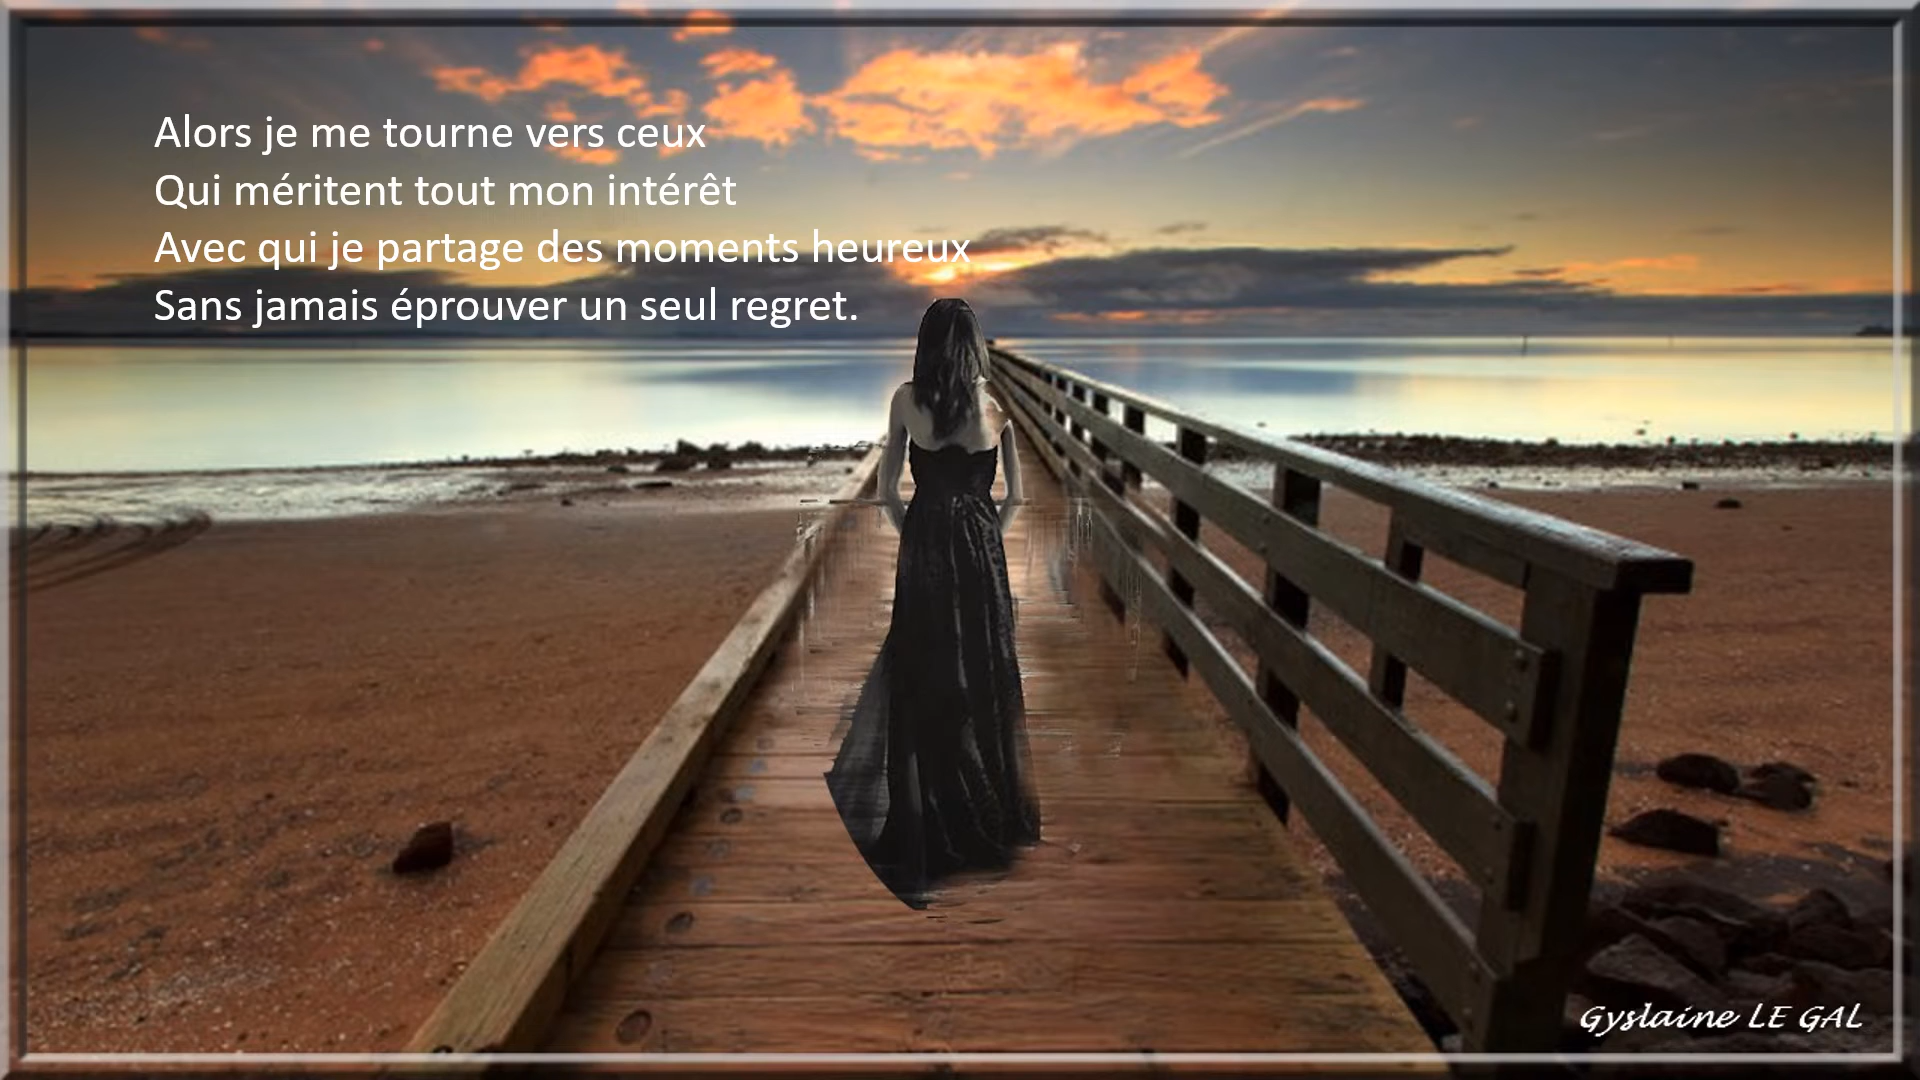 Alors je me tourne vers ceux
Qui méritent tout mon intérêt
Avec qui je partage des moments heureux
Sans jamais éprouver un seul regret.
Gyslaine LE GAL